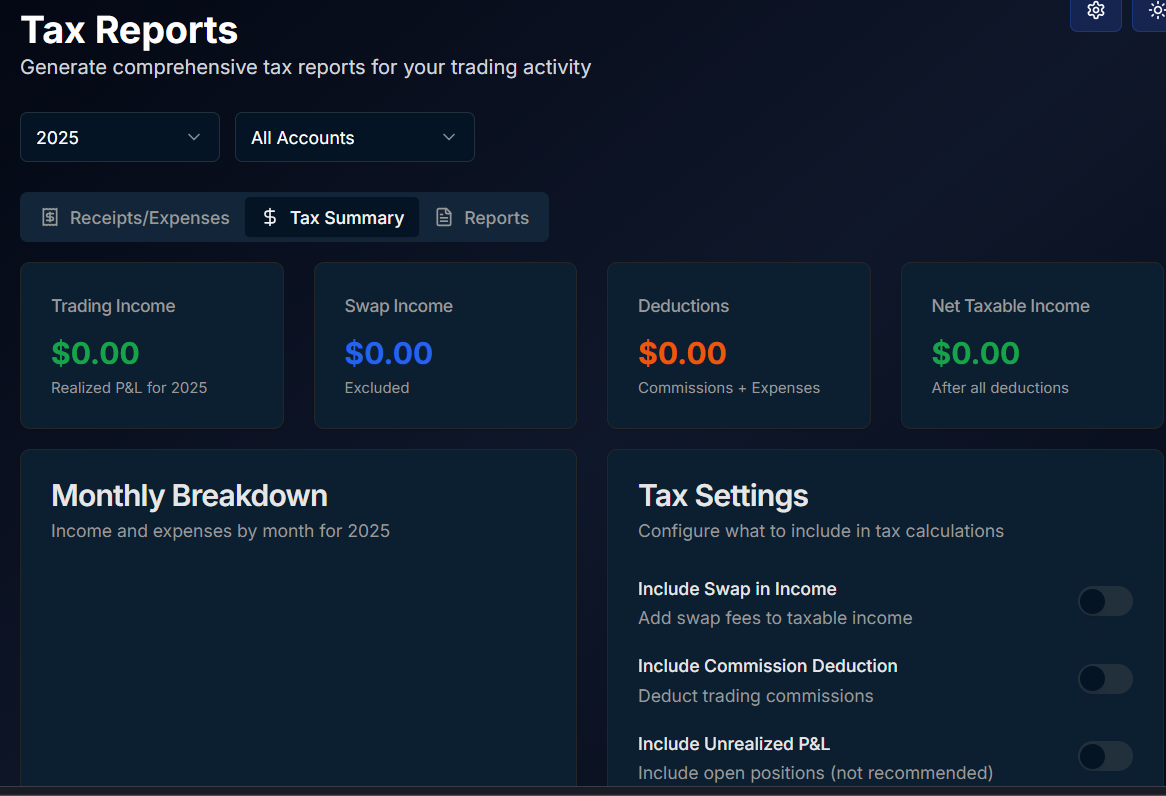 Tax Reports
Generate comprehensive tax reports for your trading activity
2025
All Accounts
Receipts/Expenses
Tax Summary
Reports
Trading Income
$0.00
Realized P&L for 2025
Swap Income
$0.00
Excluded
Deductions
$0.00
Commissions + Expenses
Net Taxable Income
$0.00
After all deductions
Monthly Breakdown
Income and expenses by month for 2025
Tax Settings
Configure what to include in tax calculations
Include Swap in Income
Add swap fees to taxable income
Include Commission Deduction
Deduct trading commissions
Include Unrealized P&L
Include open positions (not recommended)